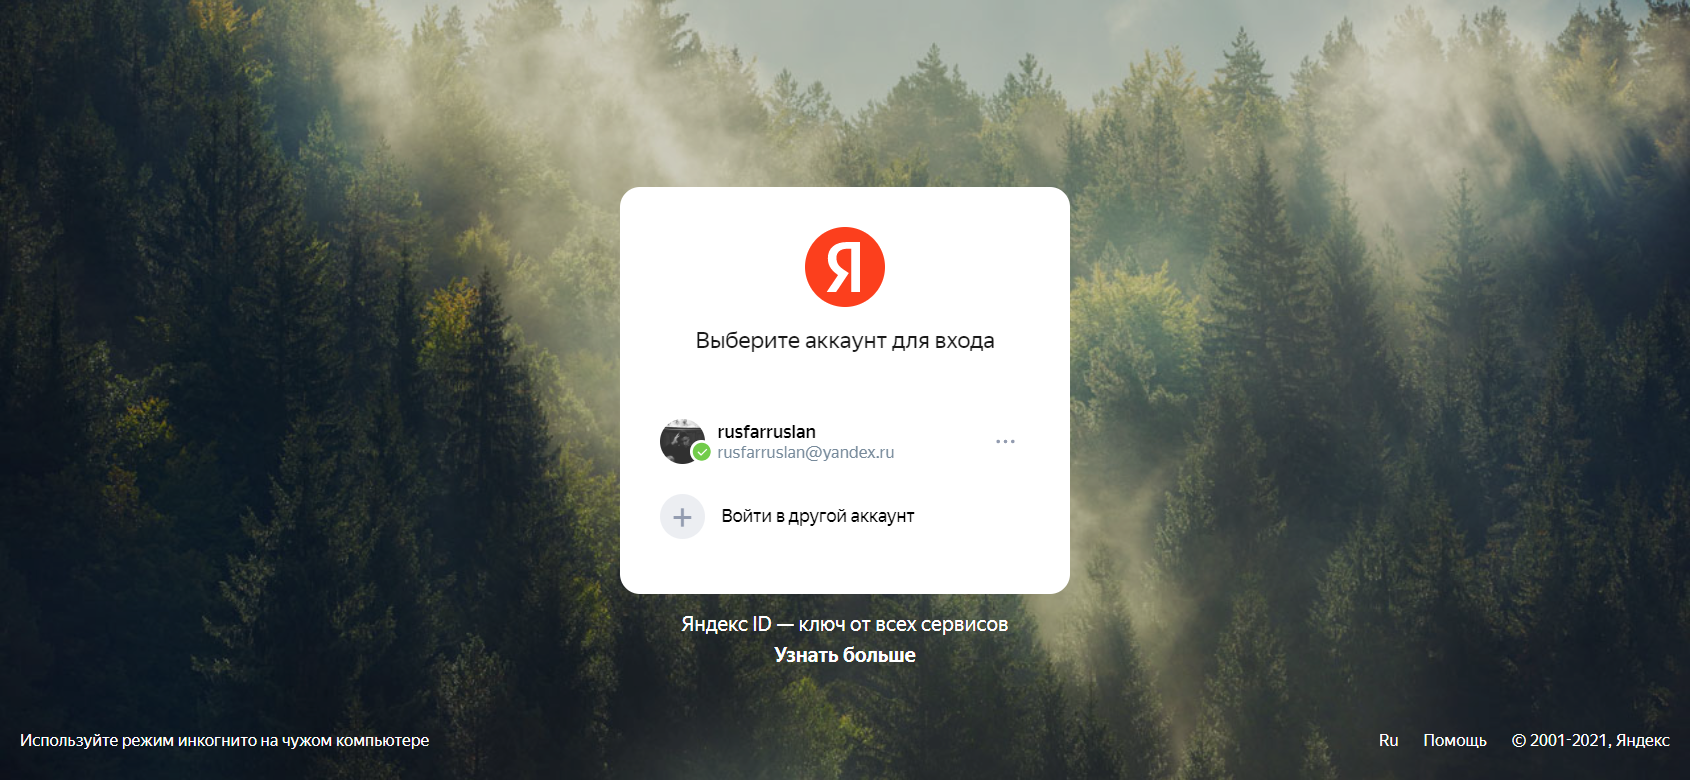 Я
Выберите аккаунт для входа
rusfarruslan
rusfarruslan@yandex.ru
Войти в другой аккаунт
Яндекс ID — ключ от всех сервисов
Узнать больше
Используйте режим инкогнито на чужом компьютере
Ru Помощь © 2001-2021, Яндекс